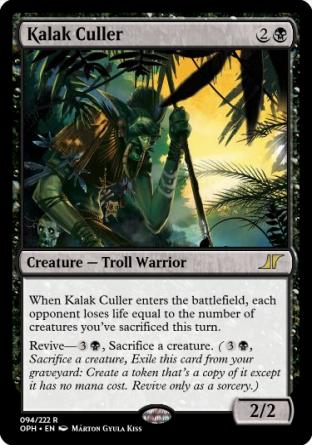 Kalak Culler 2
Creature — Troll Warrior
When Kalak Culler enters the battlefield, each
opponent loses life equal to the number of
creatures you've sacrificed this turn.
Revive— 3 , Sacrifice a creature. ( 3 ,
Sacrifice a creature, Exile this card from your
graveyard: Create a token that's a copy of it except
it has no mana cost. Revive only as a sorcery.)
2/2
094/222 R
OPH • EN Márton Gyula Kiss